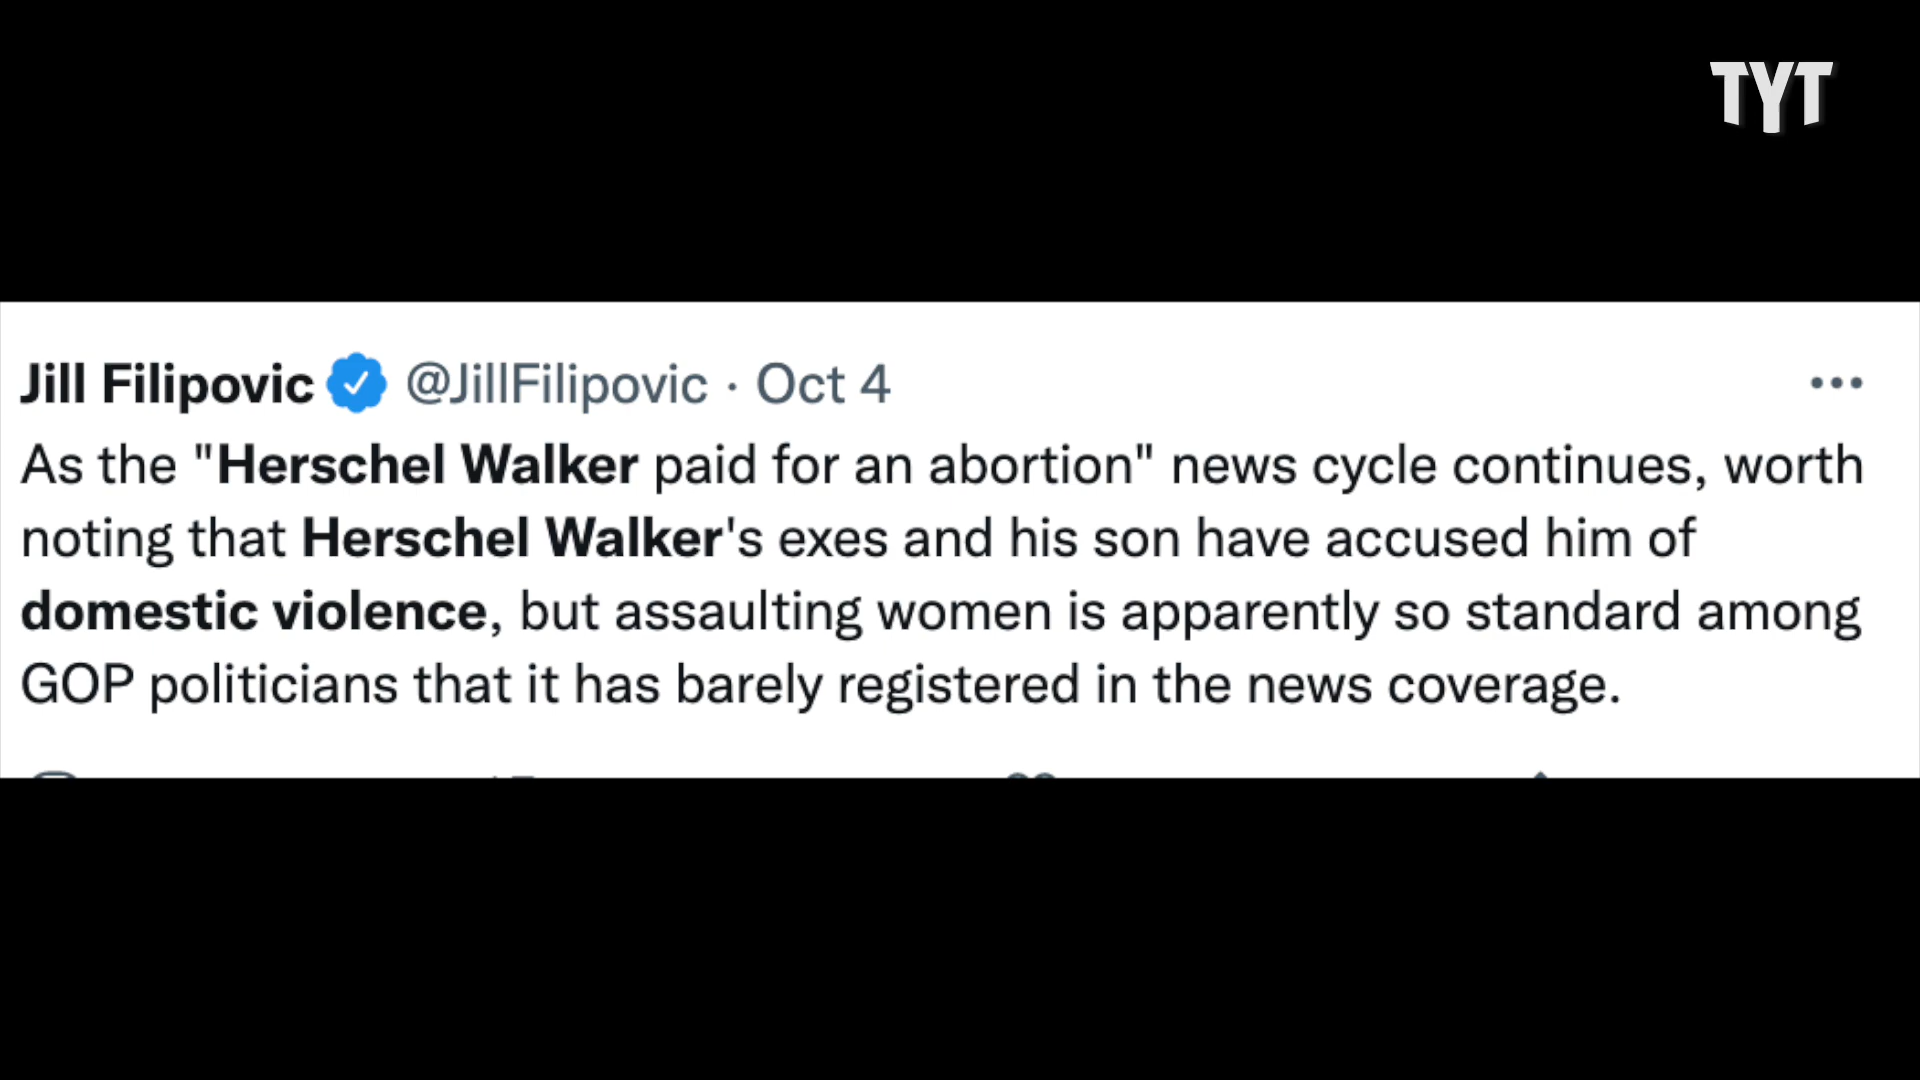 TYT
Jill Filipovic @JillFilipovic · Oct 4
As the "Herschel Walker paid for an abortion" news cycle continues, worth
noting that Herschel Walker's exes and his son have accused him of
domestic violence, but assaulting women is apparently so standard among
GOP politicians that it has barely registered in the news coverage.